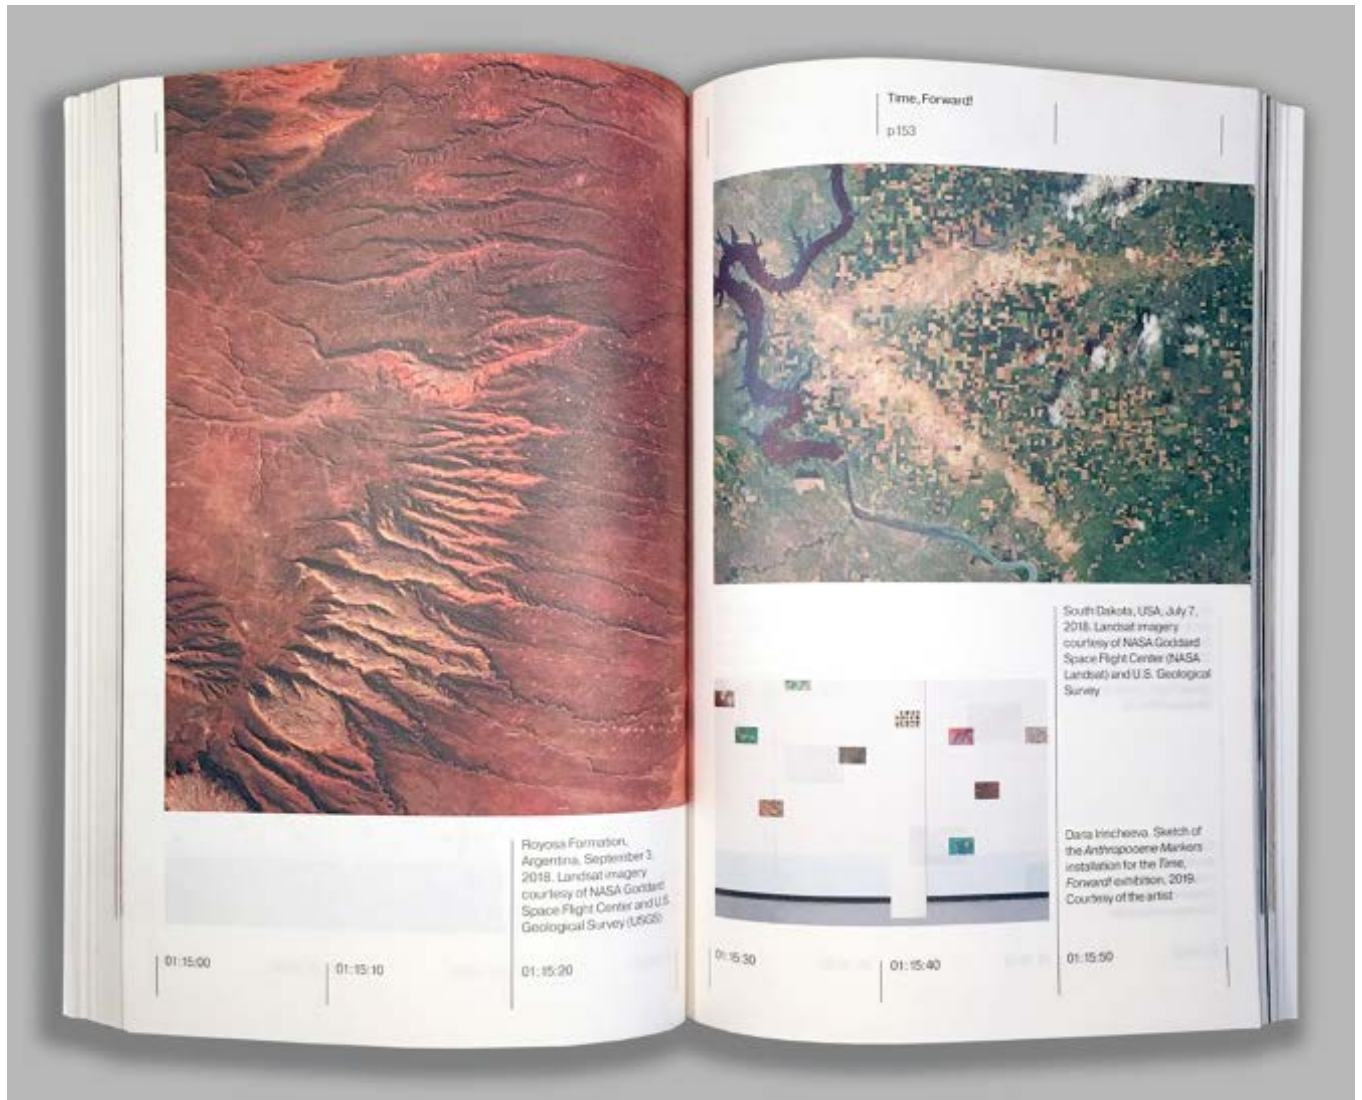 Royosa Formation,
Argentina, September 3,
2018. Landsat imagery
courtesy of NASA Goddard
Space Flight Center and U.S.
Geological Survey (USGS)
01:15:00
01:15:10
01:15:20
Time, Forward!
p153
South Dakota, USA, July 7,
2018. Landsat imagery
courtesy of NASA Goddard
Space Flight Center (NASA
Landsat) and U.S. Geological
Survey
Daria Irincheeva. Sketch of
the Anthropocene Markers
installation for the Time,
Forward! exhibition, 2019.
Courtesy of the artist
01:15:30
01:15:40
01:15:50